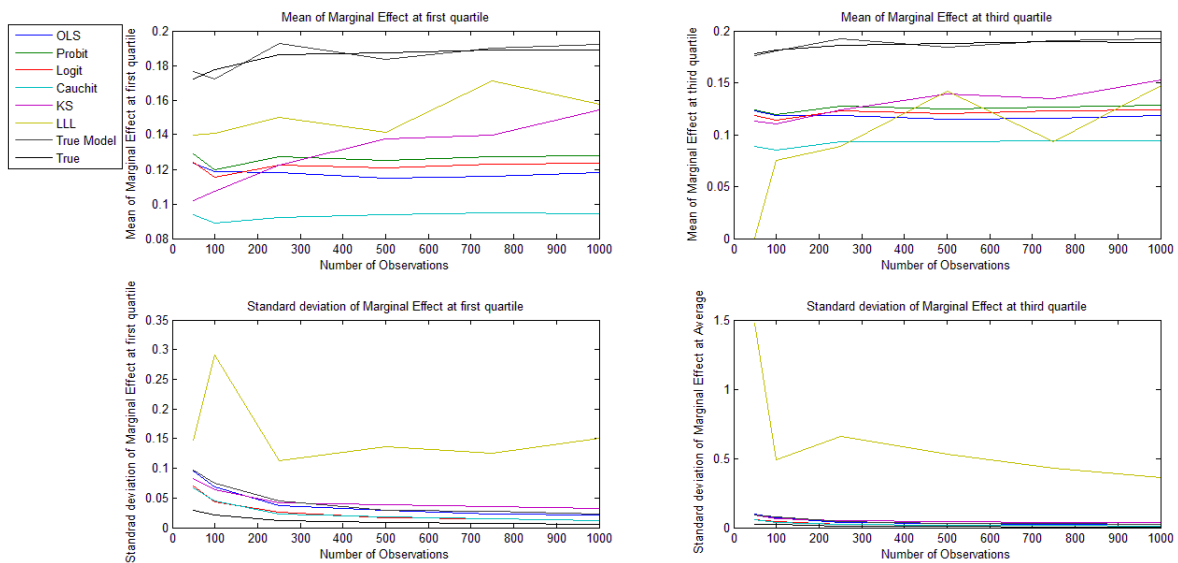 OLS
Probit
Logit
Cauchit
KS
LLL
True Model
True
Mean of Marginal Effect at first quartile
Mean of Marginal Effect at first quartile
0.2
0.18
0.16
0.14
0.12
0.1
0.08
0 100 200 300 400 500 600 700 800 900 1000
Number of Observations
Mean of Marginal Effect at third quartile
Mean of Marginal Effect at third quartile
0.2
0.15
0.1
0.05
0
0 100 200 300 400 500 600 700 800 900 1000
Number of Observations
Standard deviation of Marginal Effect at first quartile
Standrad deviation of Marginal Effect at first quartile
0.35
0.3
0.25
0.2
0.15
0.1
0.05
0
0 100 200 300 400 500 600 700 800 900 1000
Number of Observations
Standard deviation of Marginal Effect at third quartile
Standard deviation of Marginal Effect at Average
1.5
1
0.5
0
0 100 200 300 400 500 600 700 800 900 1000
Number of Observations